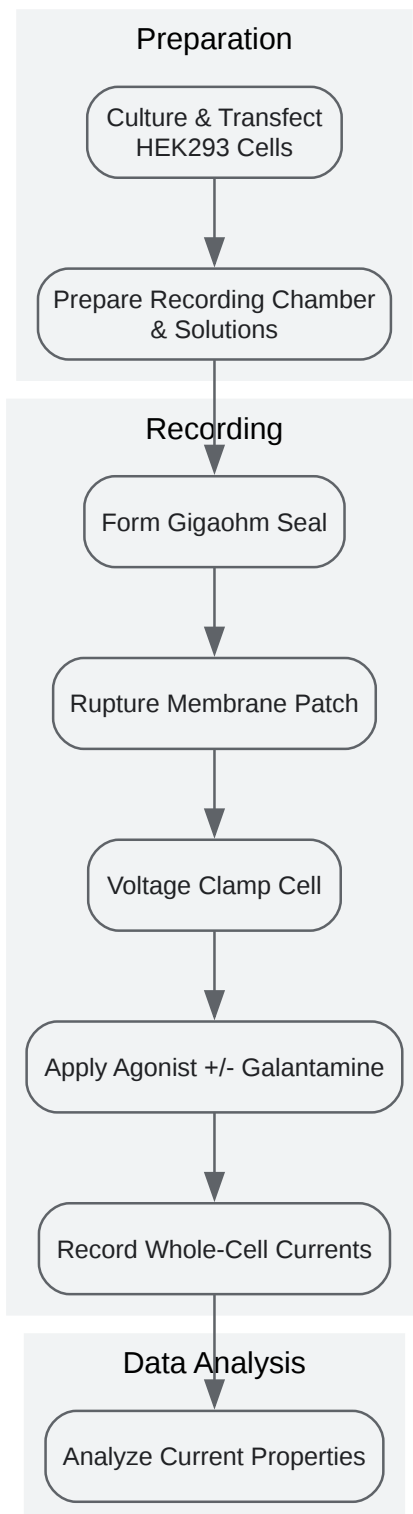 Preparation
Culture & Transfect
HEK293 Cells
Prepare Recording Chamber
& Solutions
Recording
Form Gigaohm Seal
Rupture Membrane Patch
Voltage Clamp Cell
Apply Agonist +/- Galantamine
Record Whole-Cell Currents
Data Analysis
Analyze Current Properties